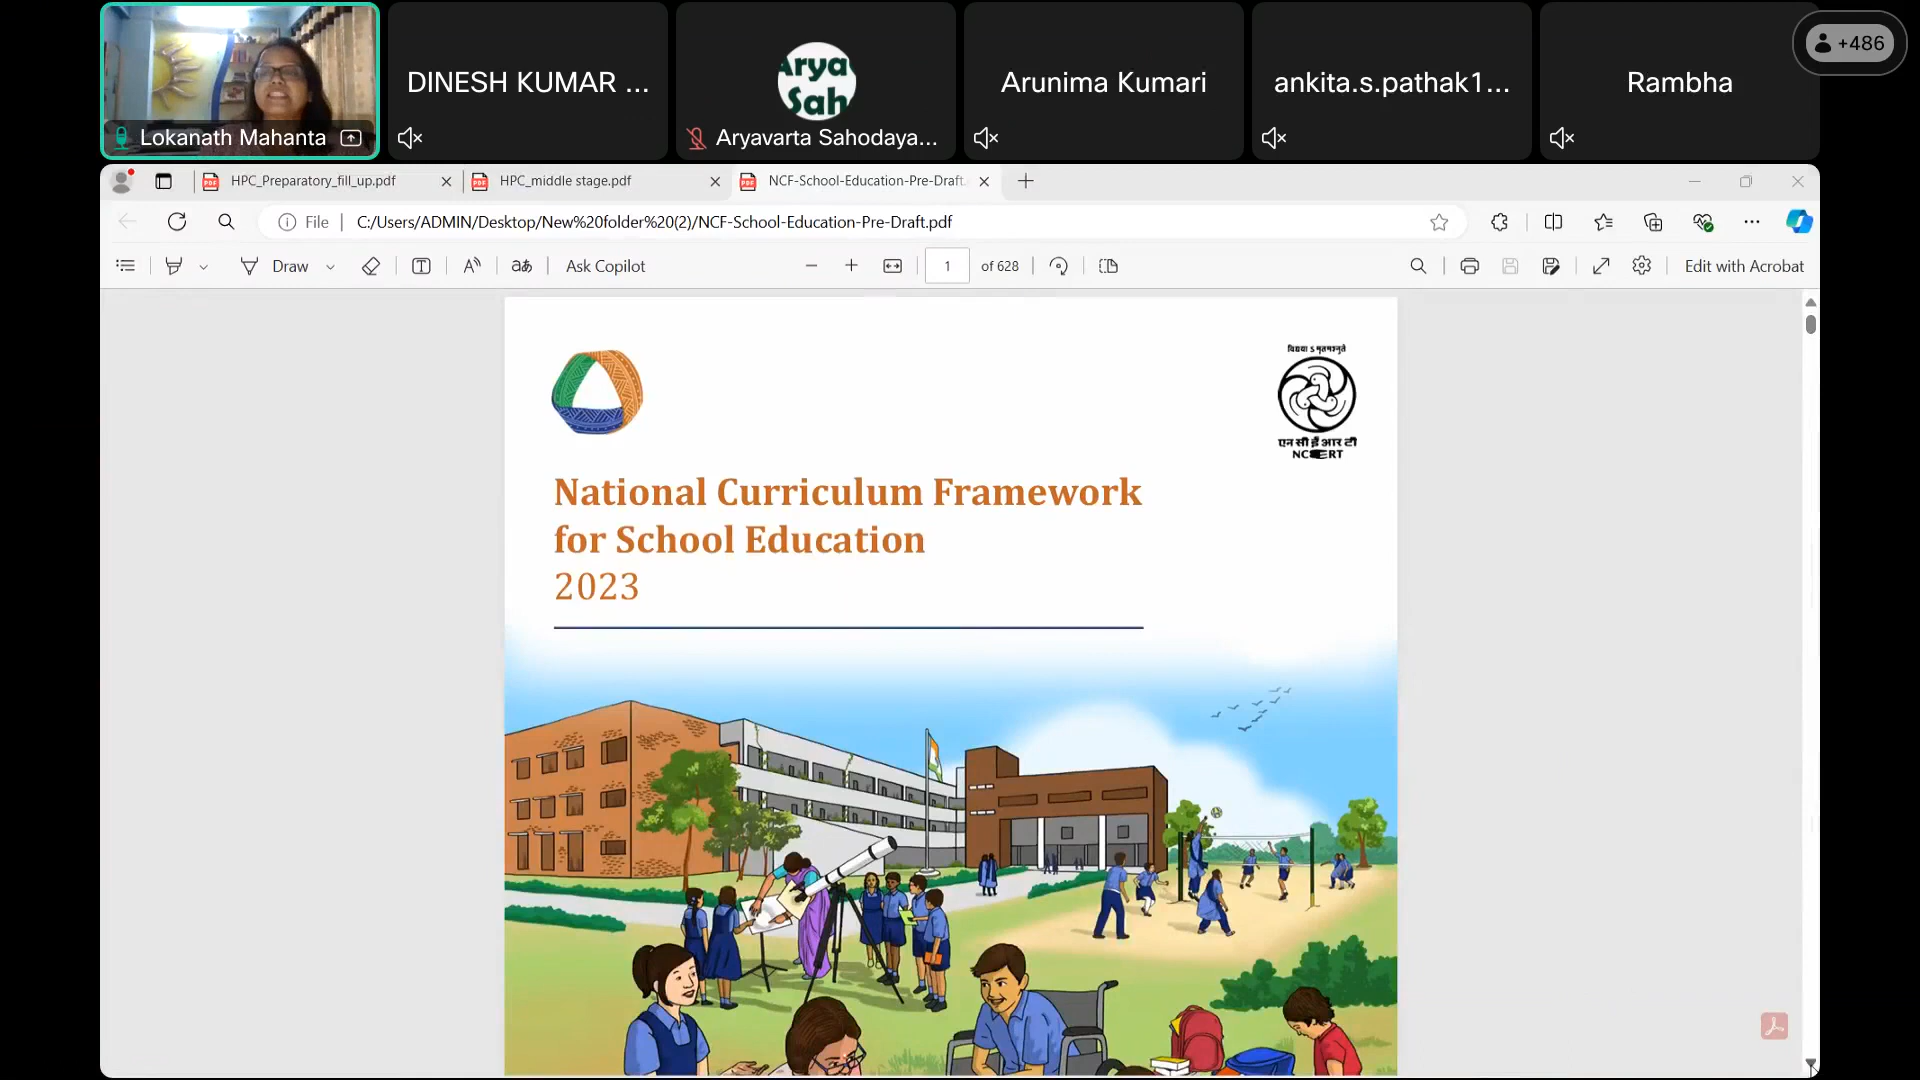 DINESH KUMAR ...
Arya
Sah
Arunima Kumari
ankita.s.pathak1...
Rambha
+486
Lokanath Mahanta
Aryavarta Sahodaya...
HPC_Preparatory_fill_up.pdf
HPC_middle stage.pdf
NCF-School-Education-Pre-Draft.
File
C:/Users/ADMIN/Desktop/New%20folder%20(2)/NCF-School-Education-Pre-Draft.pdf
Draw
Ask Copilot
1
of 628
Edit with Acrobat
एन सी ई आर टी
NCERT
National Curriculum Framework
for School Education
2023